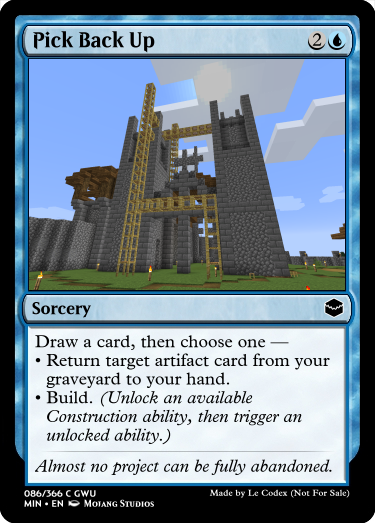 Pick Back Up 2
Sorcery
Draw a card, then choose one —
• Return target artifact card from your
graveyard to your hand.
• Build. (Unlock an available
Construction ability, then trigger an
unlocked ability.)
Almost no project can be fully abandoned.
086/366 C GWU
Made by Le Codex (Not For Sale)
MIN • EN Mojang Studios